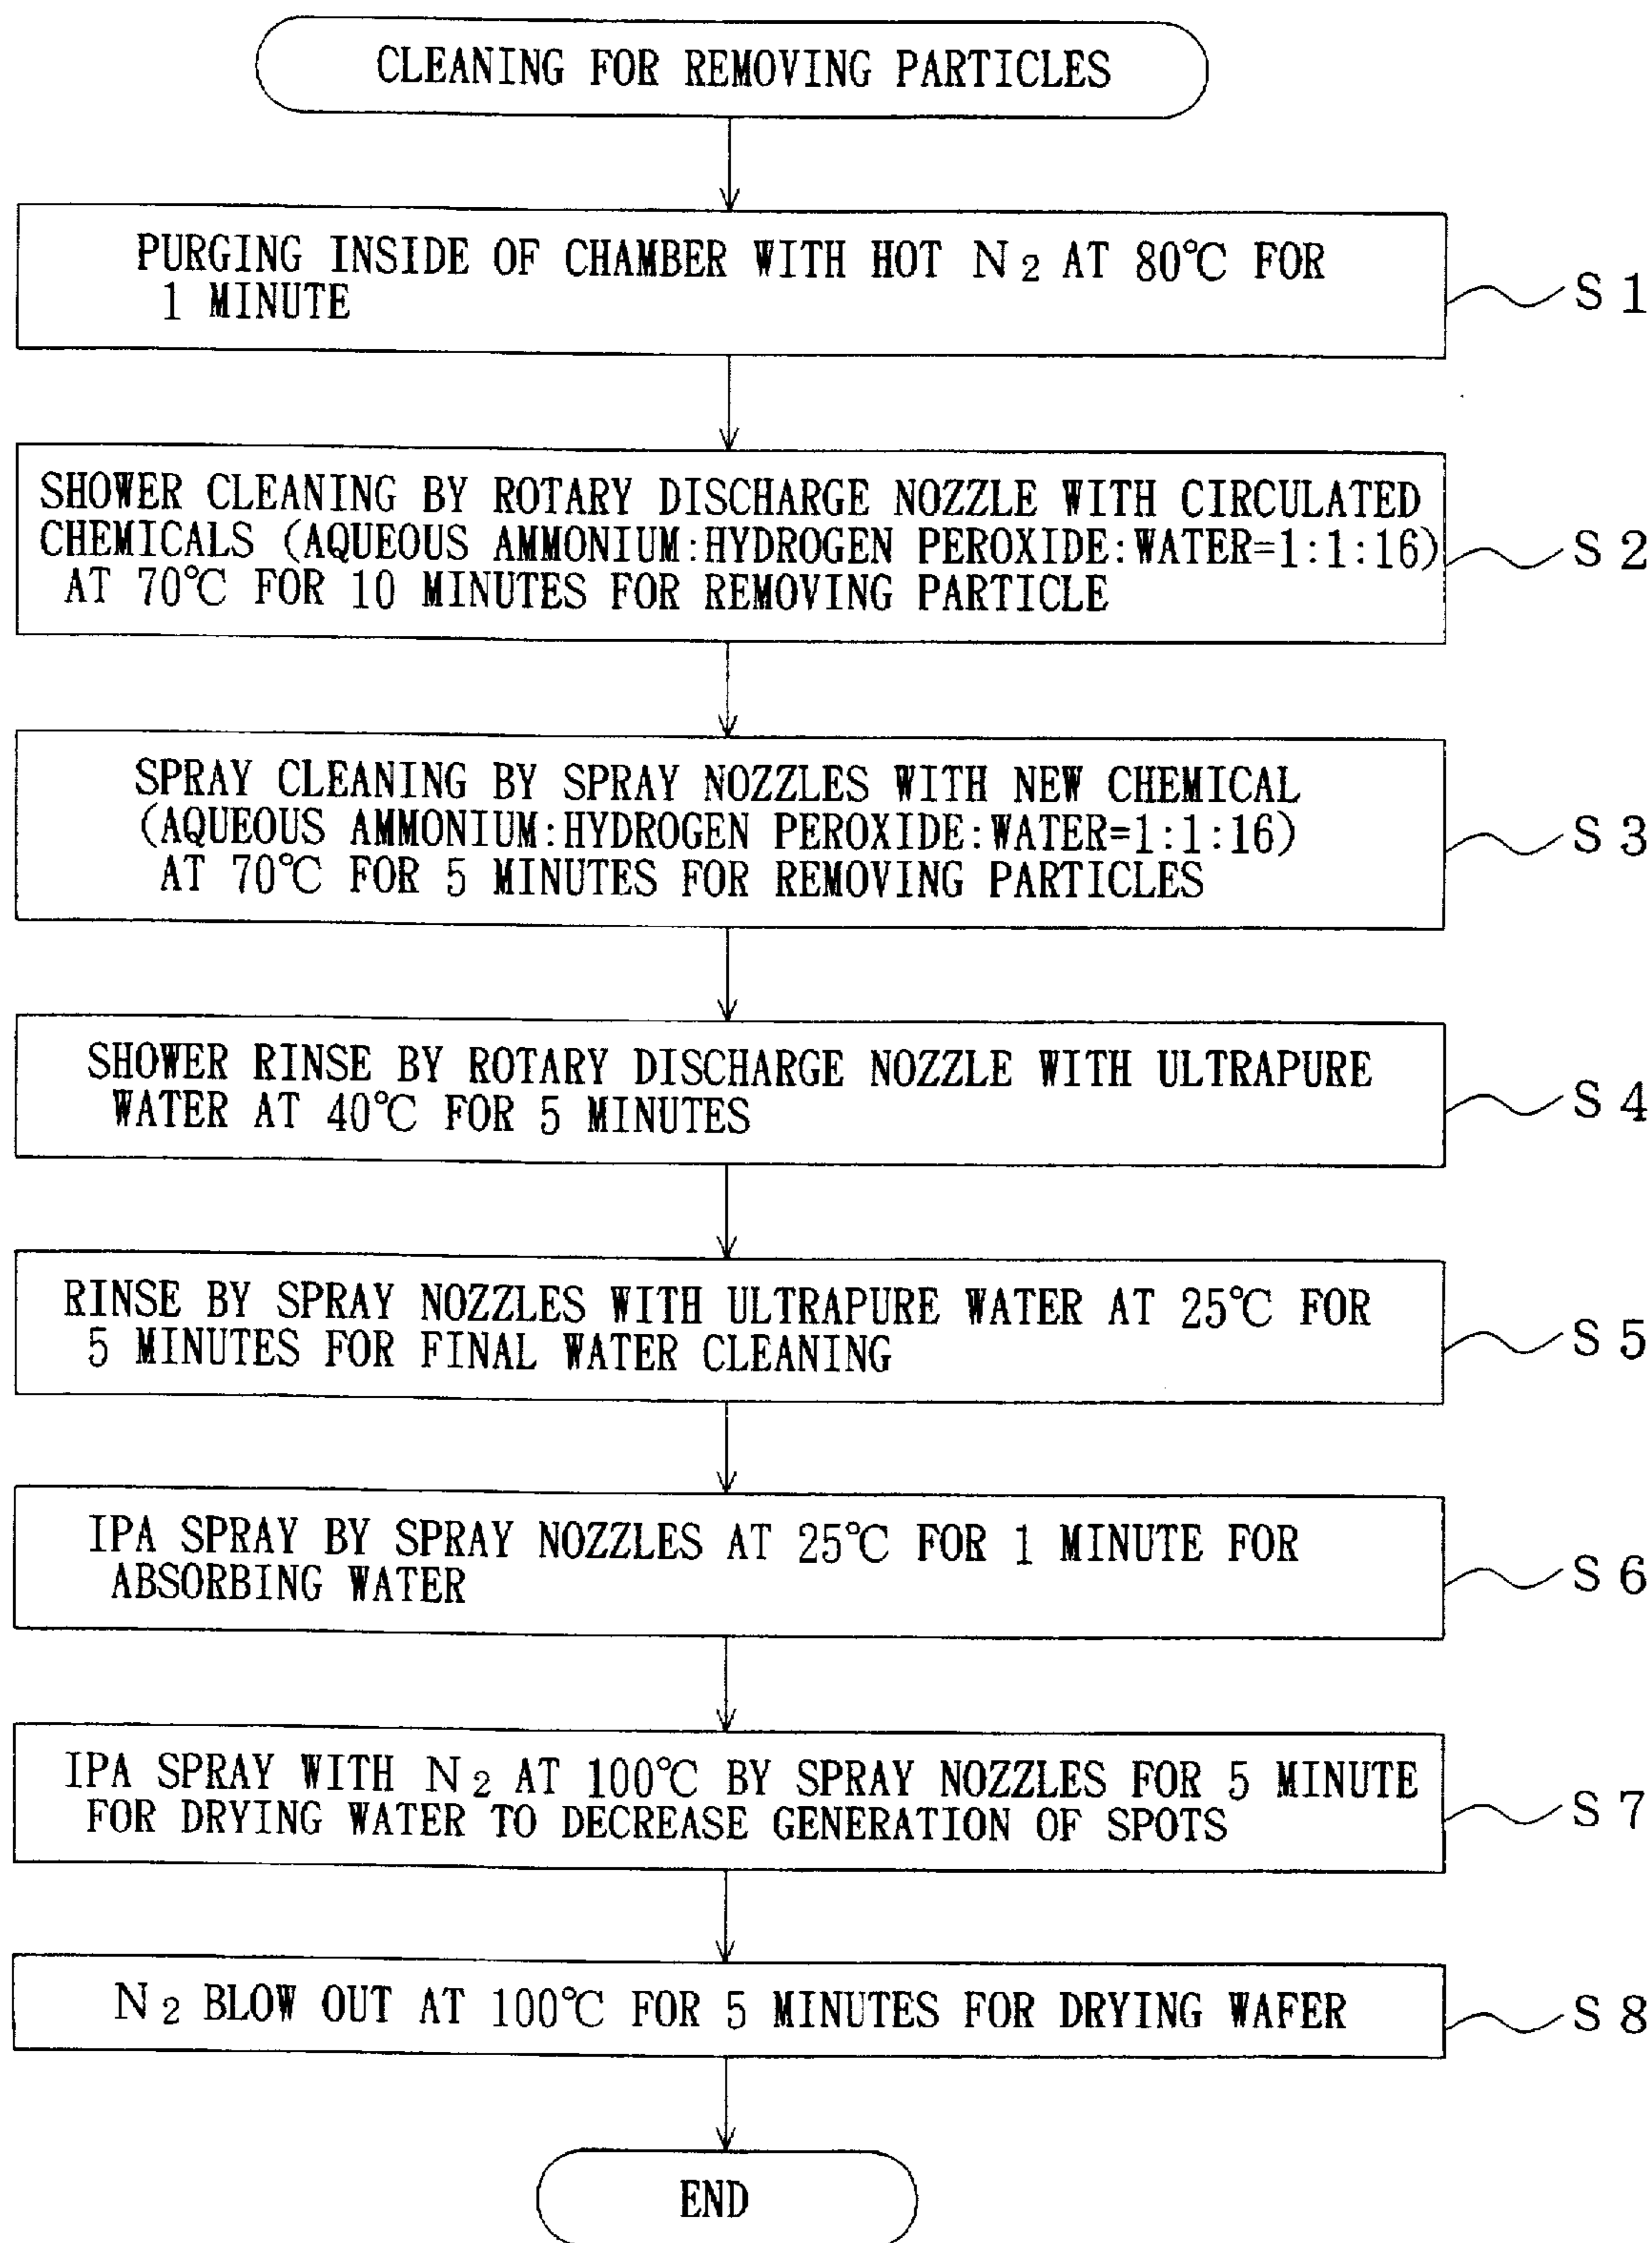 CLEANING FOR REMOVING PARTICLES
PURGING INSIDE OF CHAMBER WITH HOT N₂ AT 80℃ FOR
1 MINUTE
S1
SHOWER CLEANING BY ROTARY DISCHARGE NOZZLE WITH CIRCULATED
CHEMICALS (AQUEOUS AMMONIUM:HYDROGEN PEROXIDE:WATER=1:1:16)
AT 70℃ FOR 10 MINUTES FOR REMOVING PARTICLE
S2
SPRAY CLEANING BY SPRAY NOZZLES WITH NEW CHEMICAL
(AQUEOUS AMMONIUM:HYDROGEN PEROXIDE:WATER=1:1:16)
AT 70℃ FOR 5 MINUTES FOR REMOVING PARTICLES
S3
SHOWER RINSE BY ROTARY DISCHARGE NOZZLE WITH ULTRAPURE
WATER AT 40℃ FOR 5 MINUTES
S4
RINSE BY SPRAY NOZZLES WITH ULTRAPURE WATER AT 25℃ FOR
5 MINUTES FOR FINAL WATER CLEANING
S5
IPA SPRAY BY SPRAY NOZZLES AT 25℃ FOR 1 MINUTE FOR
ABSORBING WATER
S6
IPA SPRAY WITH N₂ AT 100℃ BY SPRAY NOZZLES FOR 5 MINUTE
FOR DRYING WATER TO DECREASE GENERATION OF SPOTS
S7
N₂ BLOW OUT AT 100℃ FOR 5 MINUTES FOR DRYING WAFER
S8
END